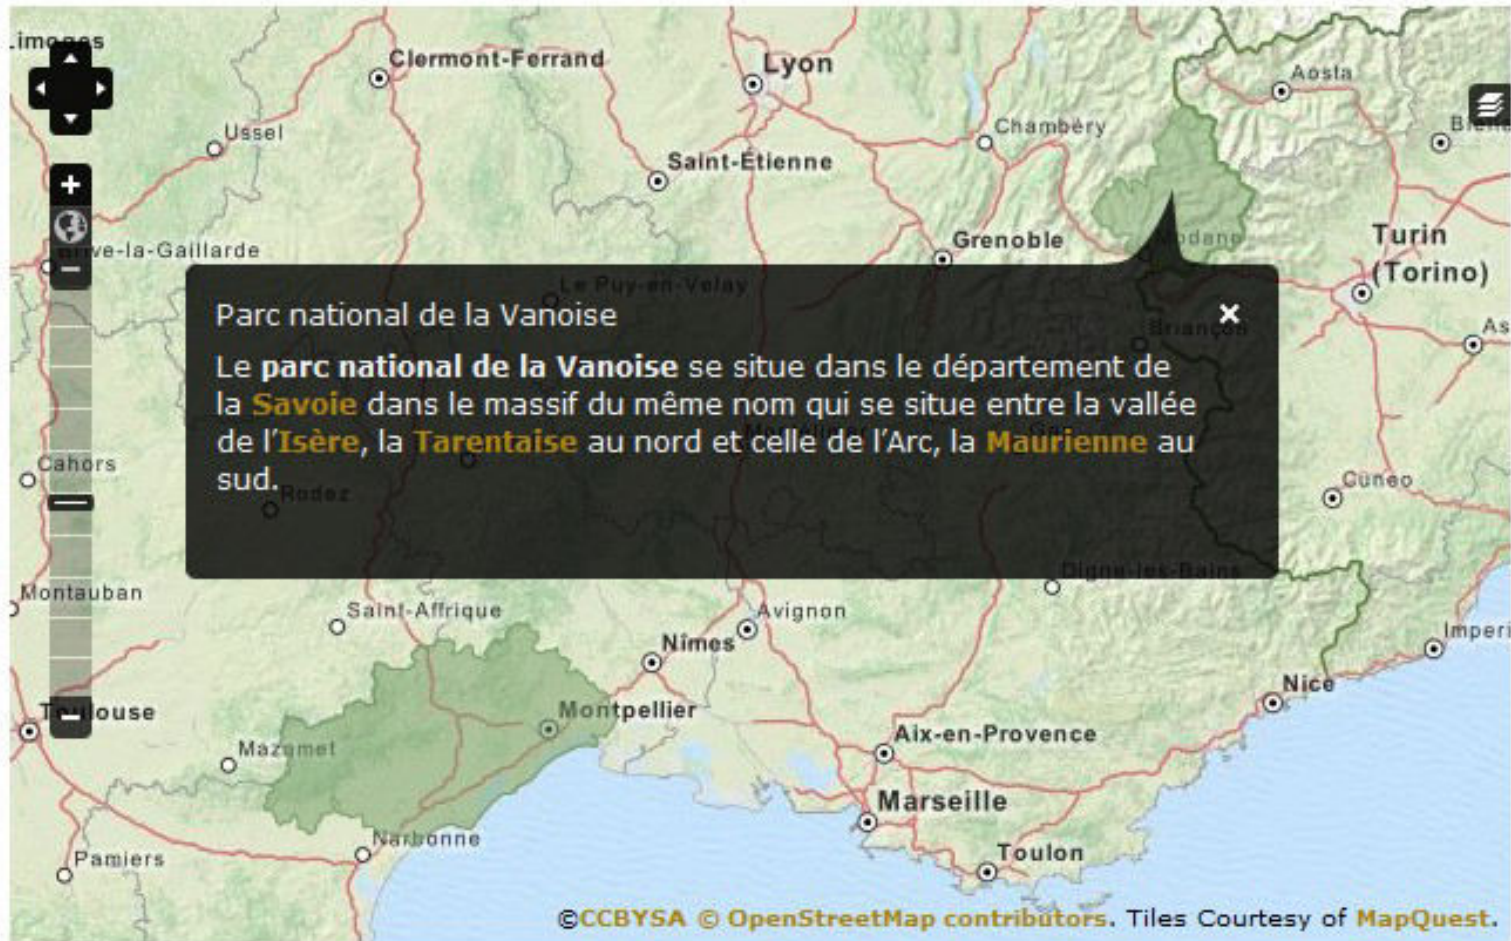 Clermont-Ferrand
Lyon
Aosta
Ussel
Chambéry
Saint-Étienne
Grenoble
Modane
Turin
(Torino)
Le Puy-en-Velay
Parc national de la Vanoise
×
Briançon
Le parc national de la Vanoise se situe dans le département de
la Savoie dans le massif du même nom qui se situe entre la vallée
de l'Isère, la Tarentaise au nord et celle de l'Arc, la Maurienne au
sud.
Cahors
Rodez
Cuneo
Digne-les-Bains
Montauban
Saint-Affrique
Avignon
Nîmes
Imperi
Nice
Toulouse
Montpellier
Mazamet
Aix-en-Provence
Marseille
Narbonne
Toulon
Pamiers
©CCBYSA © OpenStreetMap contributors. Tiles Courtesy of MapQuest.